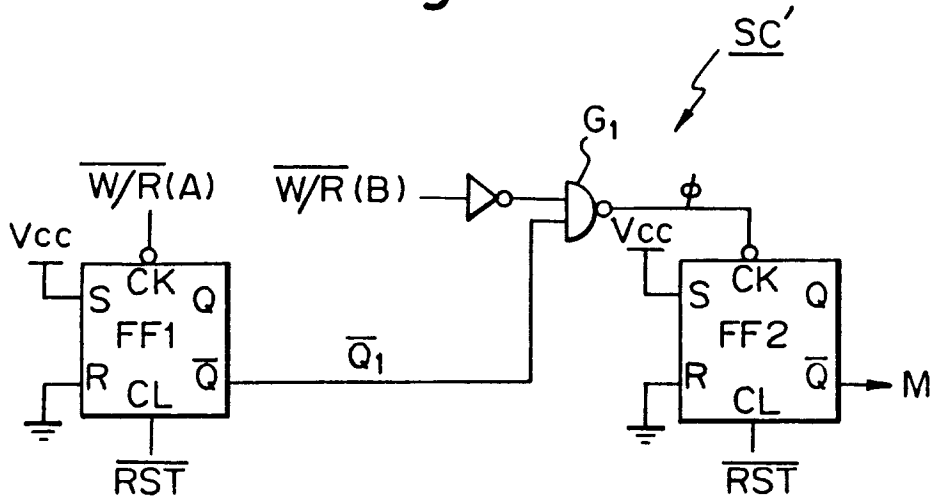 g
SC'
G1
W/R(A)
W/R(B)
φ
Vcc
Vcc
S
CK
Q
FF1
R
CL
Q
Q1
RST
S
CK
Q
FF2
R
CL
Q
M
RST